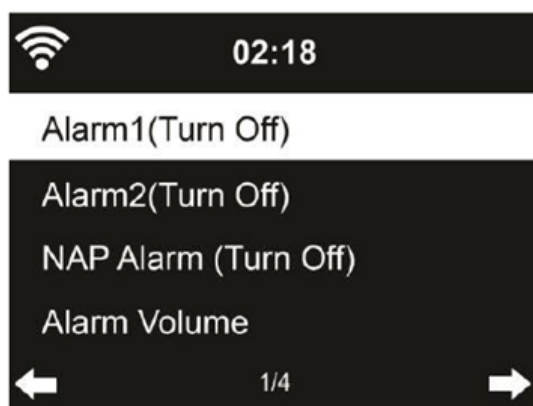 02:18
Alarm1(Turn Off)
Alarm2(Turn Off)
NAP Alarm (Turn Off)
Alarm Volume
1/4